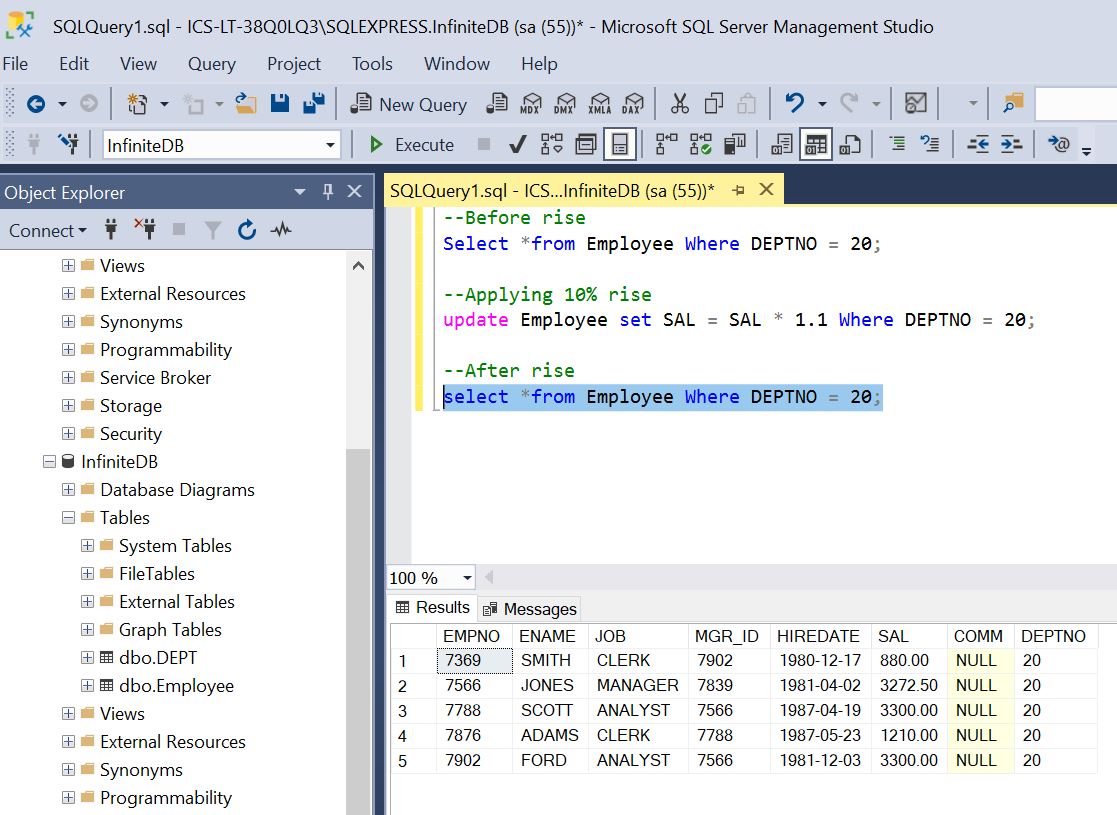 SQLQuery1.sql - ICS-LT-38Q0LQ3\SQLEXPRESS.InfiniteDB (sa (55))* - Microsoft SQL Server Management Studio
File Edit View Query Project Tools Window Help
New Query MDX DMX XMLA DAX
InfiniteDB Execute
Object Explorer
Connect
Views
External Resources
Synonyms
Programmability
Service Broker
Storage
Security
InfiniteDB
Database Diagrams
Tables
System Tables
FileTables
External Tables
Graph Tables
dbo.DEPT
dbo.Employee
Views
External Resources
Synonyms
Programmability
SQLQuery1.sql - ICS...InfiniteDB (sa (55))*
--Before rise
Select *from Employee Where DEPTNO = 20;
--Applying 10% rise
update Employee set SAL = SAL * 1.1 Where DEPTNO = 20;
--After rise
select *from Employee Where DEPTNO = 20;
100 %
Results Messages
EMPNO ENAME JOB MGR_ID HIREDATE SAL COMM DEPTNO
1 7369 SMITH CLERK 7902 1980-12-17 880.00 NULL 20
2 7566 JONES MANAGER 7839 1981-04-02 3272.50 NULL 20
3 7788 SCOTT ANALYST 7566 1987-04-19 3300.00 NULL 20
4 7876 ADAMS CLERK 7788 1987-05-23 1210.00 NULL 20
5 7902 FORD ANALYST 7566 1981-12-03 3300.00 NULL 20